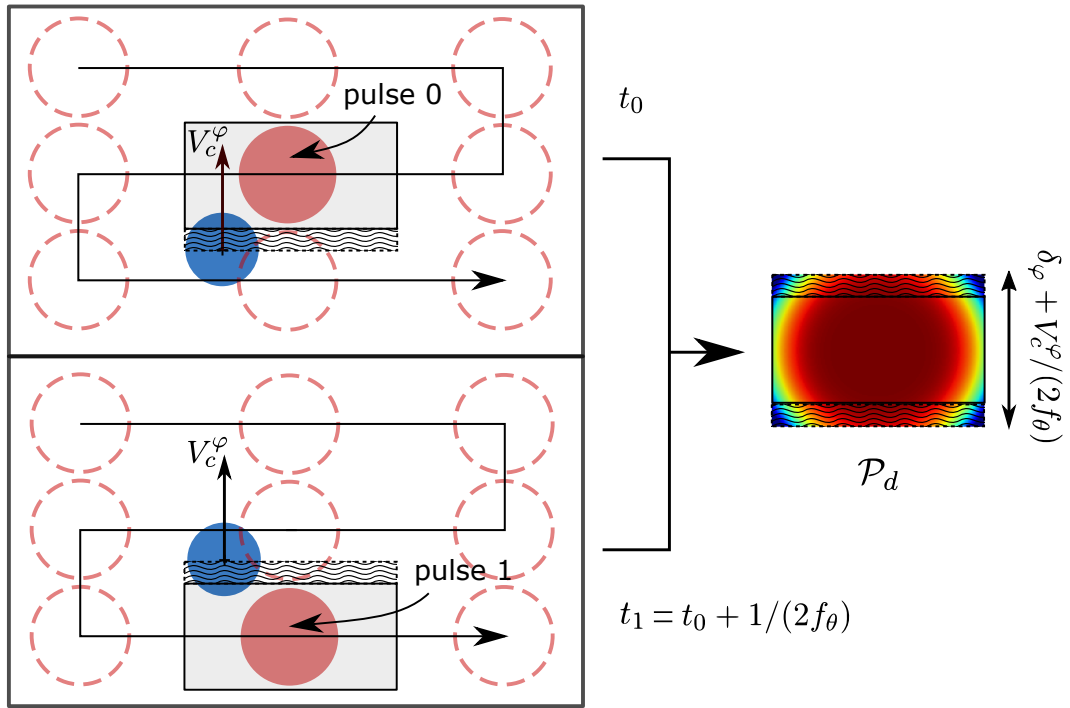 pulse 0
V_c^φ
t_0
V_c^φ
pulse 1
t_1 = t_0 + 1/(2f_θ)
δ_φ + V_c^φ/(2f_θ)
𝒫_d